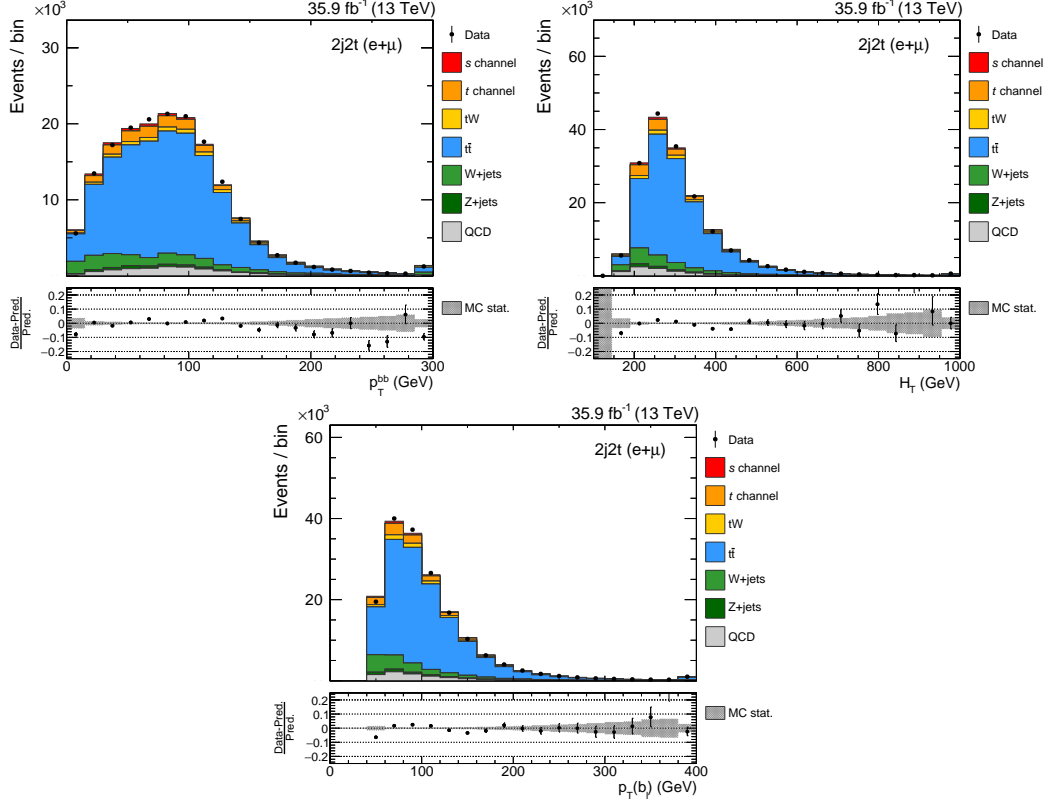 ×10³ 35.9 fb⁻¹ (13 TeV)
2j2t (e+μ)
Events / bin
30
20
10
Data
s channel
t channel
tW
tt̄
W+jets
Z+jets
QCD
Data-Pred.
Pred.
0.2
0.1
0
−0.1
−0.2
MC stat.
0 100 200 300
p_T^bb (GeV)
×10³ 35.9 fb⁻¹ (13 TeV)
2j2t (e+μ)
Events / bin
60
40
20
Data
s channel
t channel
tW
tt̄
W+jets
Z+jets
QCD
Data-Pred.
Pred.
0.2
0.1
0
−0.1
−0.2
MC stat.
200 400 600 800 1000
H_T (GeV)
×10³ 35.9 fb⁻¹ (13 TeV)
2j2t (e+μ)
Events / bin
60
40
20
Data
s channel
t channel
tW
tt̄
W+jets
Z+jets
QCD
Data-Pred.
Pred.
0.2
0.1
0
−0.1
−0.2
MC stat.
0 100 200 300 400
p_T(b_l) (GeV)